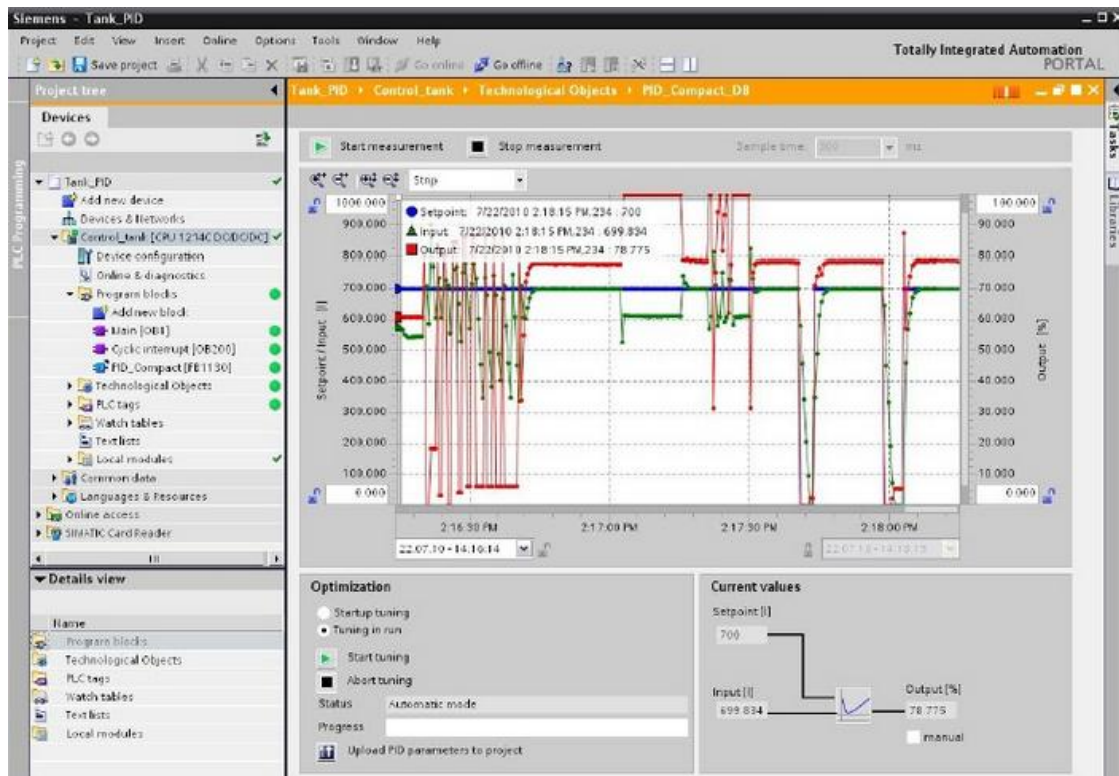 Siemens - Tank_PID
Project Edit View Insert Online Options Tools Window Help
Totally Integrated Automation
PORTAL
Save project Go online Go offline
Project tree
Tank_PID Control_tank Technological Objects PID_Compact_DB
Devices
PLC Programming
Tasks
Libraries
Start measurement Stop measurement Sample time: 300 ms
Strip
Tank_PID
Add new device
Devices & Networks
Control_tank [CPU 1214C DC/DC/DC]
Device configuration
Online & diagnostics
Program blocks
Add new block
Main [OB1]
Cyclic interrupt [OB200]
PID_Compact [FB1130]
Technological Objects
PLC tags
Watch tables
Text lists
Local modules
Common data
Languages & Resources
Online access
SIMATIC Card Reader
Setpoint: 7/22/2010 2:18:15 PM,234 : 700
Input: 7/22/2010 2:18:15 PM,234 : 699.834
Output: 7/22/2010 2:18:15 PM,234 : 78.775
1000.000
900.000
800.000
700.000
600.000
500.000
400.000
300.000
200.000
100.000
0.000
Setpoint / Input [l]
100.000
90.000
80.000
70.000
60.000
50.000
40.000
30.000
20.000
10.000
0.000
Output [%]
2:16:30 PM 2:17:00 PM 2:17:30 PM 2:18:00 PM
22.07.10 - 14:16:14
Details view
Name
Program blocks
Technological Objects
PLC tags
Watch tables
Text lists
Local modules
Optimization
Startup tuning
Tuning in run
Start tuning
Abort tuning
Status Automatic mode
Progress
Upload PID parameters to project
Current values
Setpoint [l]
700
Input [l]
699.834
Output [%]
78.775
manual